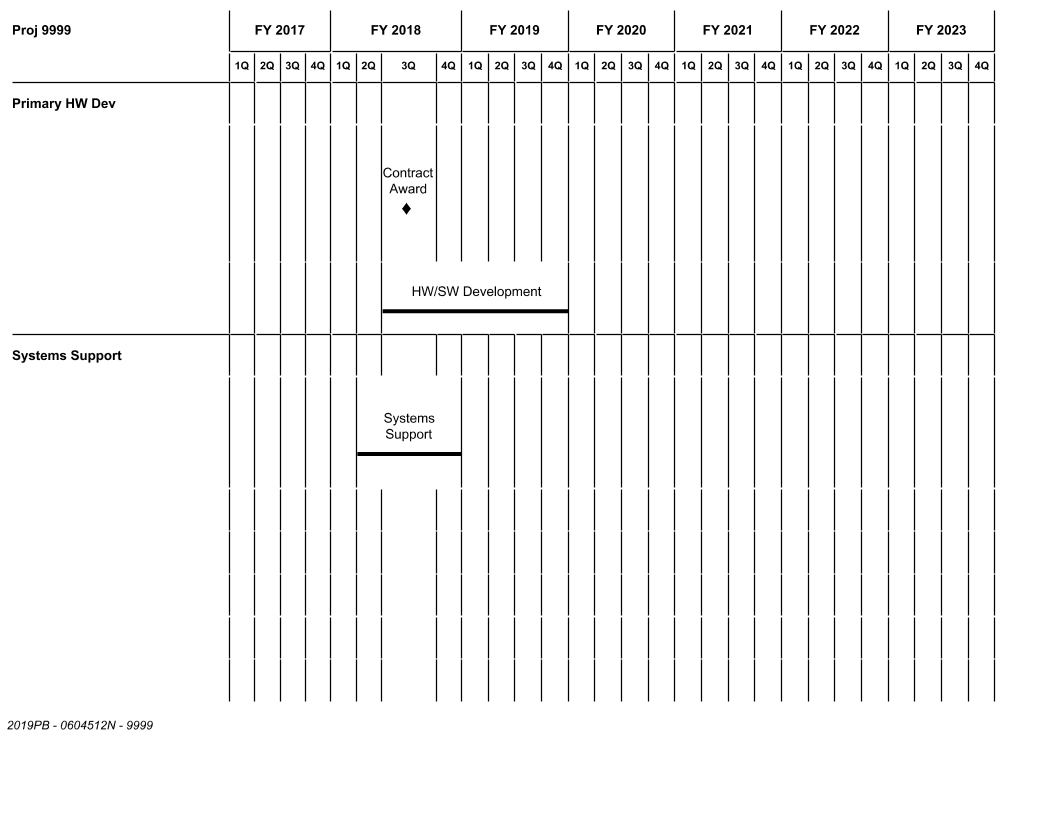 Proj 9999 FY 2017 FY 2018 FY 2019 FY 2020 FY 2021 FY 2022 FY 2023
1Q 2Q 3Q 4Q 1Q 2Q 3Q 4Q 1Q 2Q 3Q 4Q 1Q 2Q 3Q 4Q 1Q 2Q 3Q 4Q 1Q 2Q 3Q 4Q 1Q 2Q 3Q 4Q
Primary HW Dev
Contract
Award
HW/SW Development
Systems Support
Systems
Support
2019PB - 0604512N - 9999